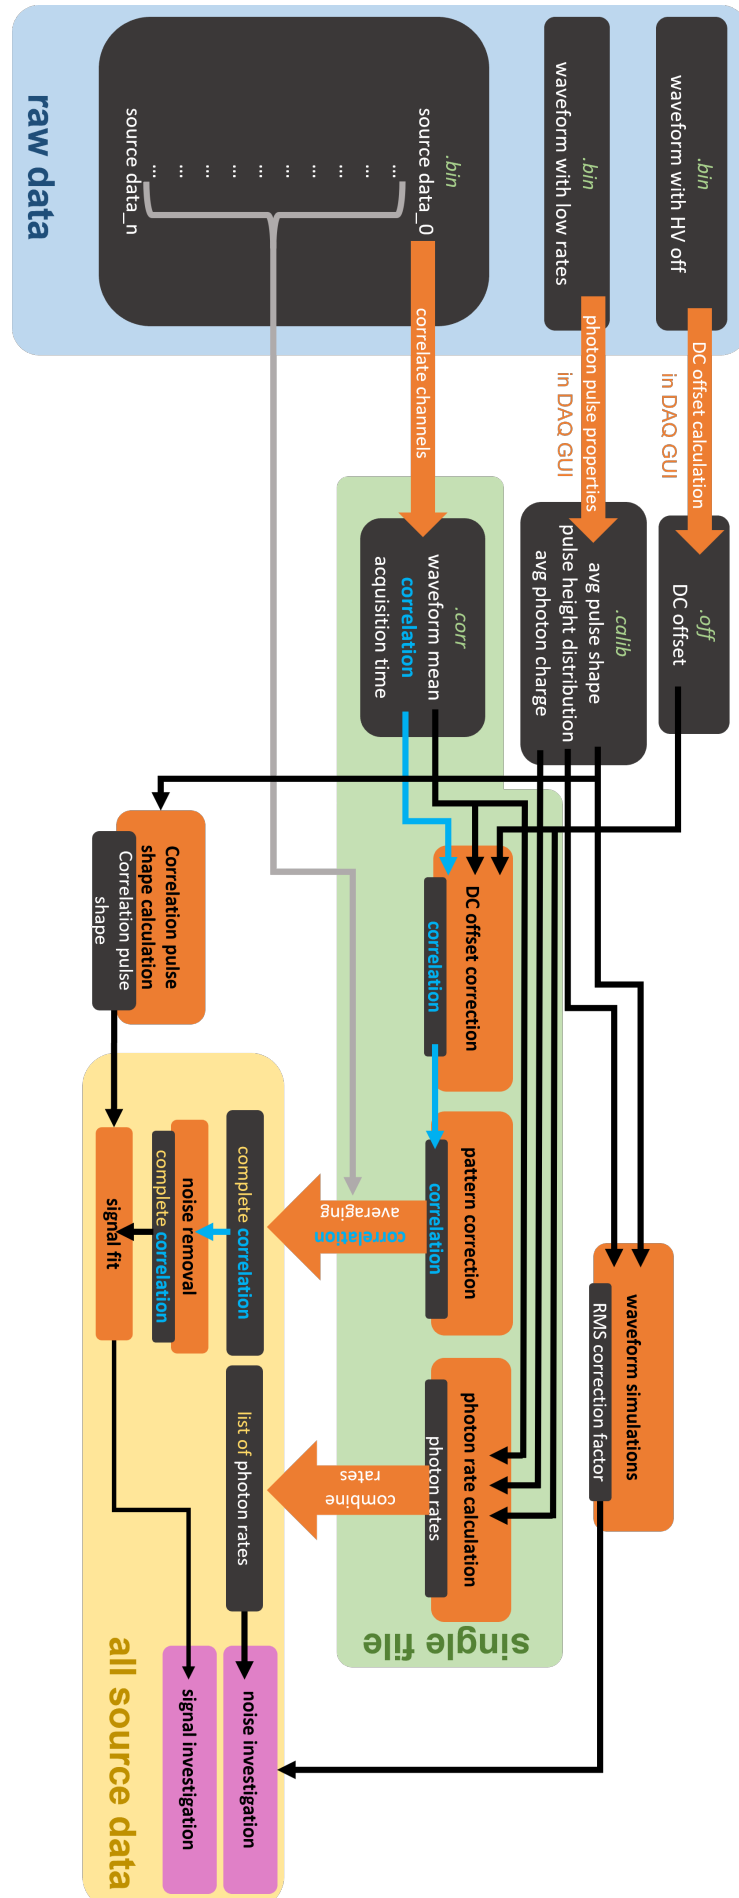 .bin
waveform with HV off
DC offset calculation
in DAQ GUI
.off
DC offset
.bin
waveform with low rates
photon pulse properties
in DAQ GUI
.calib
avg pulse shape
pulse height distribution
avg photon charge
.bin
source data_0
...
...
...
...
...
...
...
...
...
...
source data_n
raw data
correlate channels
.corr
waveform mean
correlation
acquisition time
DC offset correction
correlation
pattern correction
correlation
photon rate calculation
photon rates
single file
waveform simulations
RMS correction factor
Correlation pulse
shape calculation
Correlation pulse
shape
correlation
averaging
combine
rates
complete correlation
noise removal
complete correlation
signal fit
list of photon rates
noise investigation
signal investigation
all source data